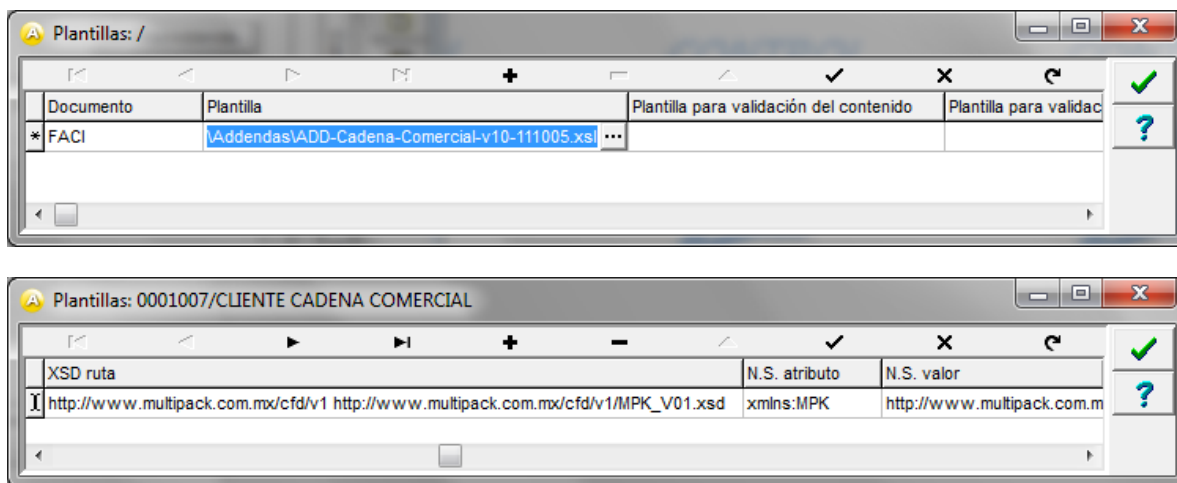 Plantillas: /
Documento Plantilla Plantilla para validación del contenido Plantilla para validac
* FACI \Addendas\ADD-Cadena-Comercial-v10-111005.xsl ...
Plantillas: 0001007/CLIENTE CADENA COMERCIAL
XSD ruta N.S. atributo N.S. valor
http://www.multipack.com.mx/cfd/v1 http://www.multipack.com.mx/cfd/v1/MPK_V01.xsd xmlns:MPK http://www.multipack.com.m